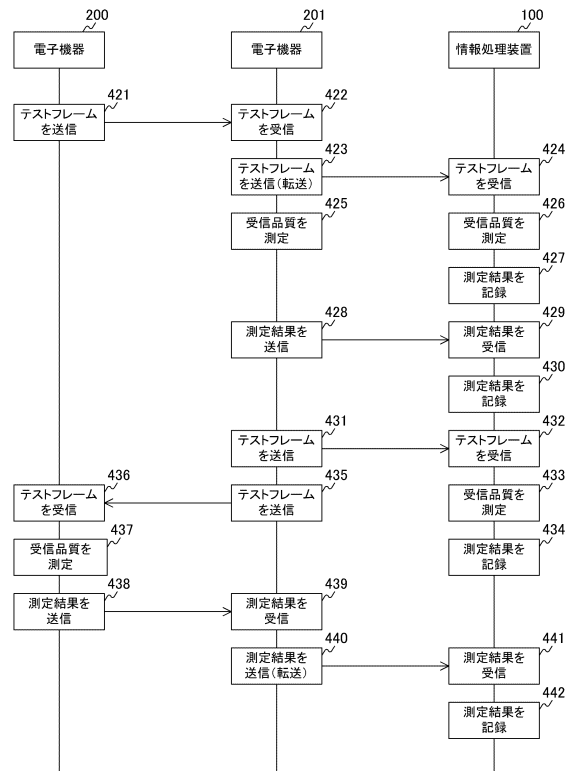 200
電子機器
201
電子機器
100
情報処理装置
421
テストフレーム
を送信
422
テストフレーム
を受信
423
テストフレーム
を送信(転送)
424
テストフレーム
を受信
425
受信品質を
測定
426
受信品質を
測定
427
測定結果を
記録
428
測定結果を
送信
429
測定結果を
受信
430
測定結果を
記録
431
テストフレーム
を送信
432
テストフレーム
を受信
436
テストフレーム
を受信
435
テストフレーム
を送信
433
受信品質を
測定
437
受信品質を
測定
434
測定結果を
記録
438
測定結果を
送信
439
測定結果を
受信
440
測定結果を
送信(転送)
441
測定結果を
受信
442
測定結果を
記録